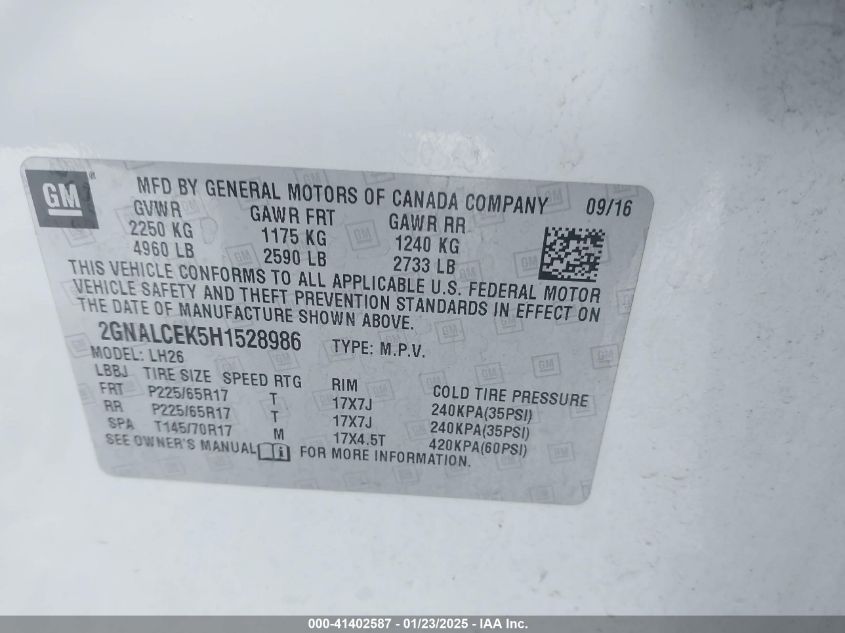 GM
MFD BY GENERAL MOTORS OF CANADA COMPANY 09/16
GVWR GAWR FRT GAWR RR
2250 KG 1175 KG 1240 KG
4960 LB 2590 LB 2733 LB
THIS VEHICLE CONFORMS TO ALL APPLICABLE U.S. FEDERAL MOTOR
VEHICLE SAFETY AND THEFT PREVENTION STANDARDS IN EFFECT ON
THE DATE OF MANUFACTURE SHOWN ABOVE.
2GNALCEK5H1528986 TYPE: M.P.V.
MODEL: LH26
LBBJ TIRE SIZE SPEED RTG RIM COLD TIRE PRESSURE
FRT P225/65R17 T 17X7J 240KPA(35PSI)
RR P225/65R17 T 17X7J 240KPA(35PSI)
SPA T145/70R17 M 17X4.5T 420KPA(60PSI)
SEE OWNER'S MANUAL FOR MORE INFORMATION.
000-41402587 - 01/23/2025 - IAA Inc.